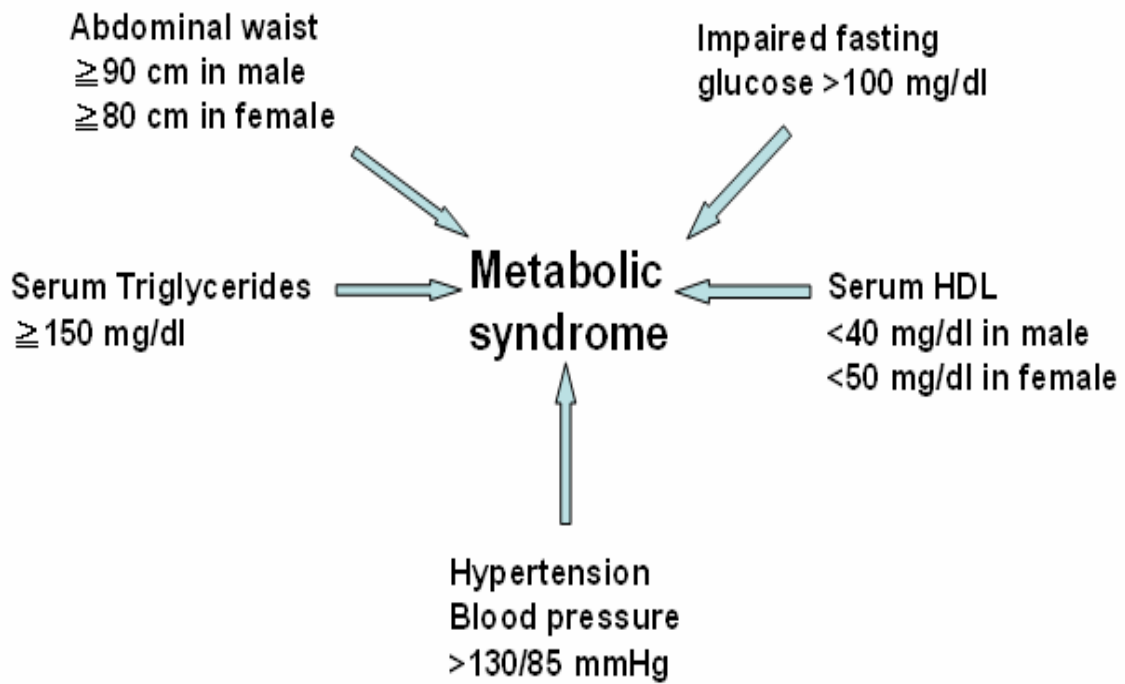 Abdominal waist
≧90 cm in male
≧80 cm in female
Impaired fasting
glucose >100 mg/dl
Serum Triglycerides
≧150 mg/dl
Metabolic
syndrome
Serum HDL
<40 mg/dl in male
<50 mg/dl in female
Hypertension
Blood pressure
>130/85 mmHg